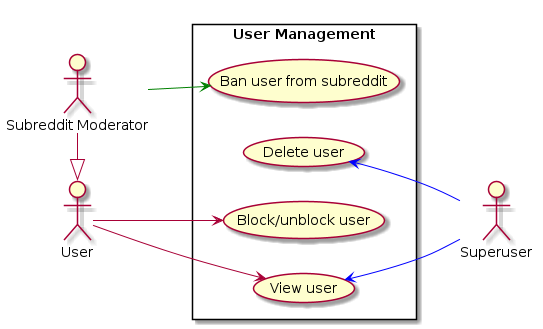 User Management
Ban user from subreddit
Subreddit Moderator
Delete user
Block/unblock user
User
Superuser
View user